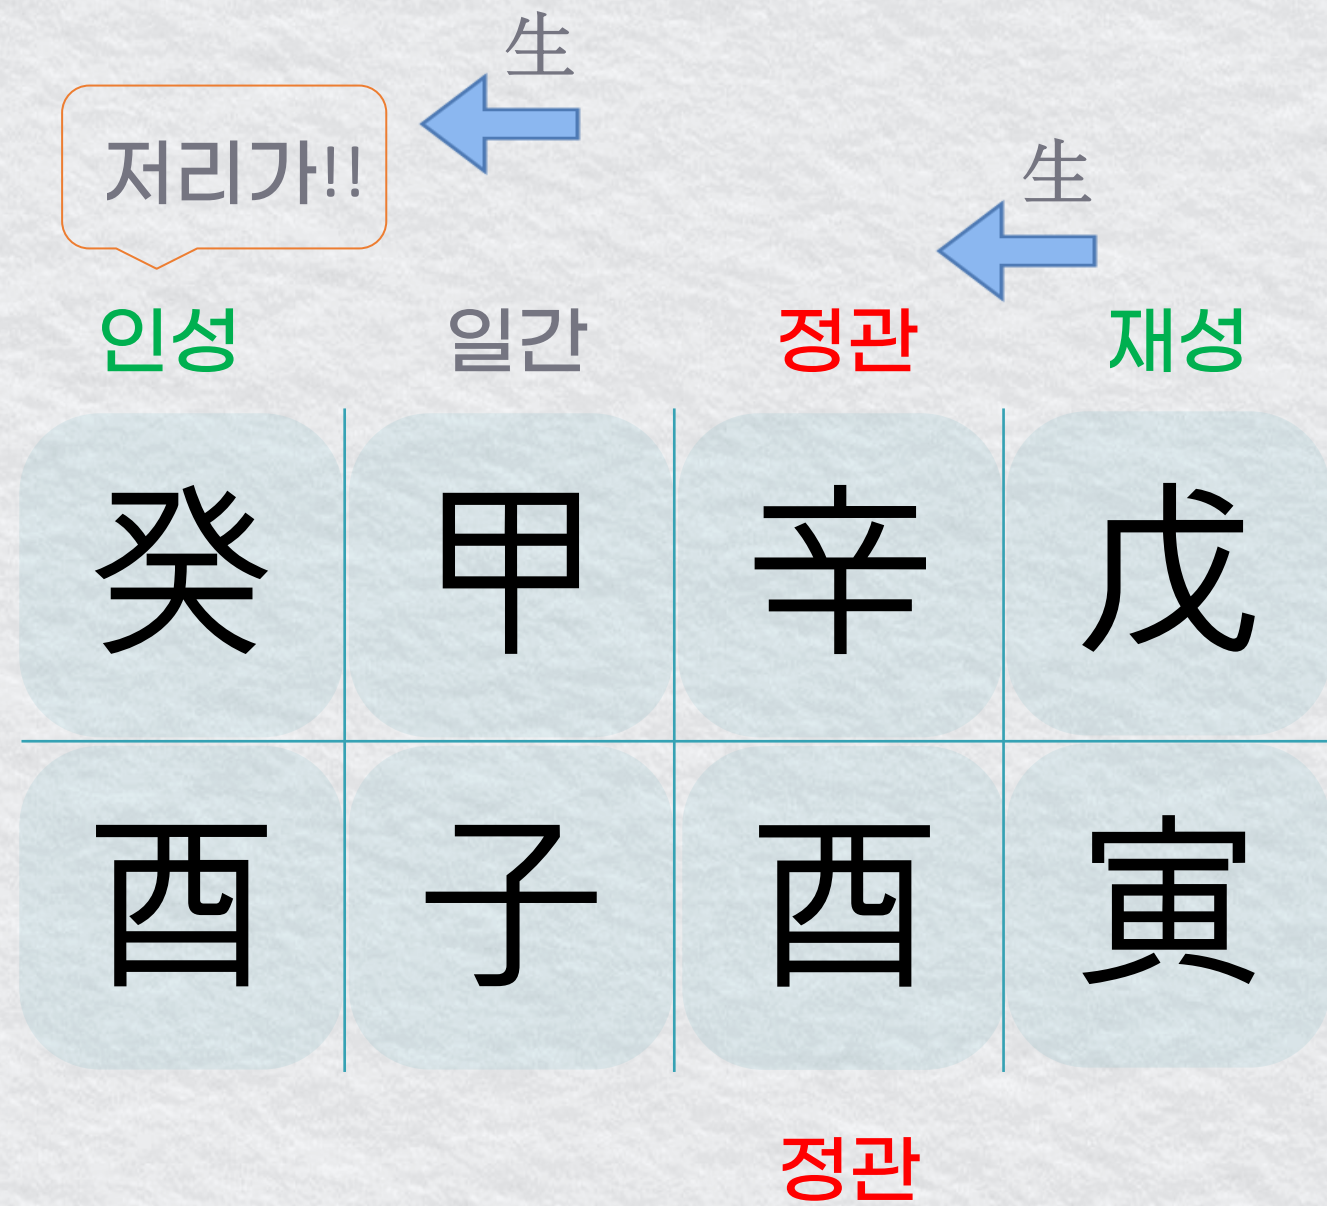 生
저리가!!
生
인성 일간 정관 재성
癸 甲 辛 戊
酉 子 酉 寅
정관